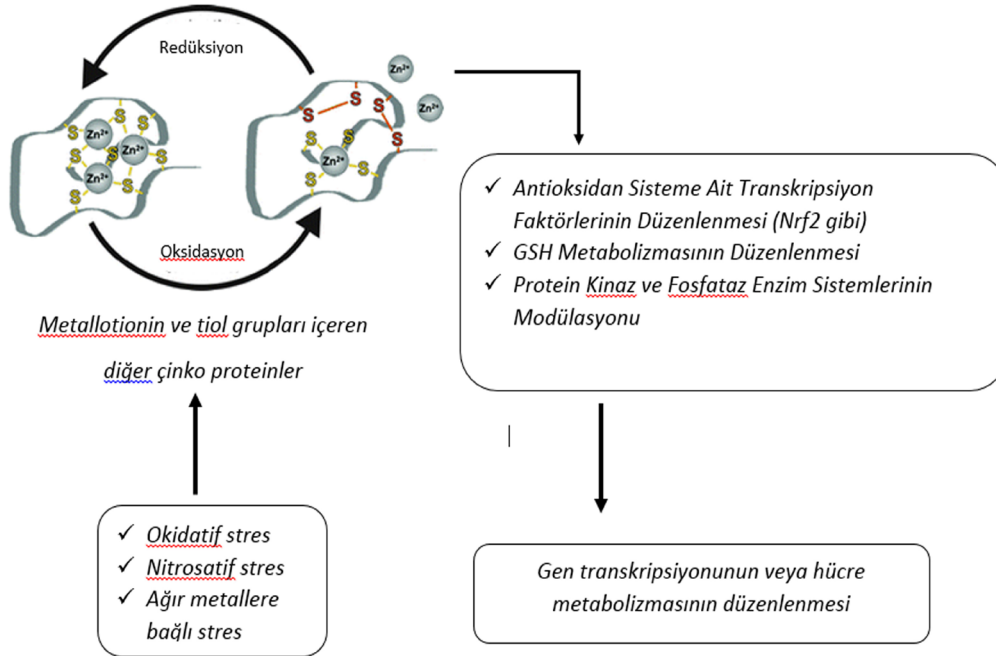 Redüksiyon
Zn²⁺
Zn²⁺
S
S
S
S
S
S
S
S
Zn²⁺
Zn²⁺
Zn²⁺
S
S
S
S
S
S
S
S
Zn²⁺
Oksidasyon
Metallotionin ve tiol grupları içeren
diğer çinko proteinler
✓ Okidatif stres
✓ Nitrosatif stres
✓ Ağır metallere
bağlı stres
✓ Antioksidan Sisteme Ait Transkripsiyon
Faktörlerinin Düzenlenmesi (Nrf2 gibi)
✓ GSH Metabolizmasının Düzenlenmesi
✓ Protein Kinaz ve Fosfataz Enzim Sistemlerinin
Modülasyonu
Gen transkripsiyonunun veya hücre
metabolizmasının düzenlenmesi